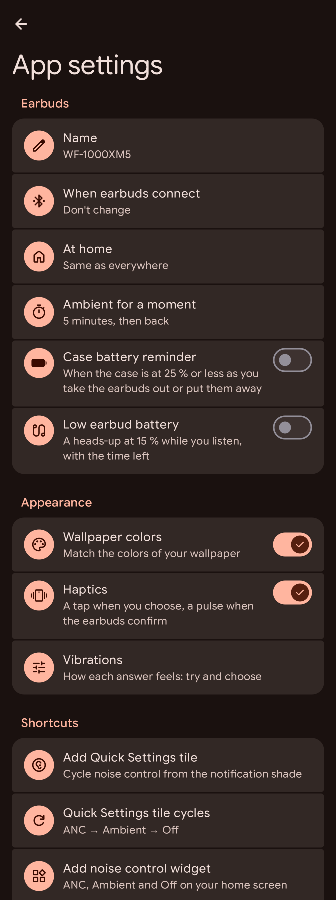 App settings
Earbuds
Name
WF-1000XM5
When earbuds connect
Don't change
At home
Same as everywhere
Ambient for a moment
5 minutes, then back
Case battery reminder
When the case is at 25 % or less as you
take the earbuds out or put them away
Low earbud battery
A heads-up at 15 % while you listen,
with the time left
Appearance
Wallpaper colors
Match the colors of your wallpaper
Haptics
A tap when you choose, a pulse when
the earbuds confirm
Vibrations
How each answer feels: try and choose
Shortcuts
Add Quick Settings tile
Cycle noise control from the notification shade
Quick Settings tile cycles
ANC → Ambient → Off
Add noise control widget
ANC, Ambient and Off on your home screen